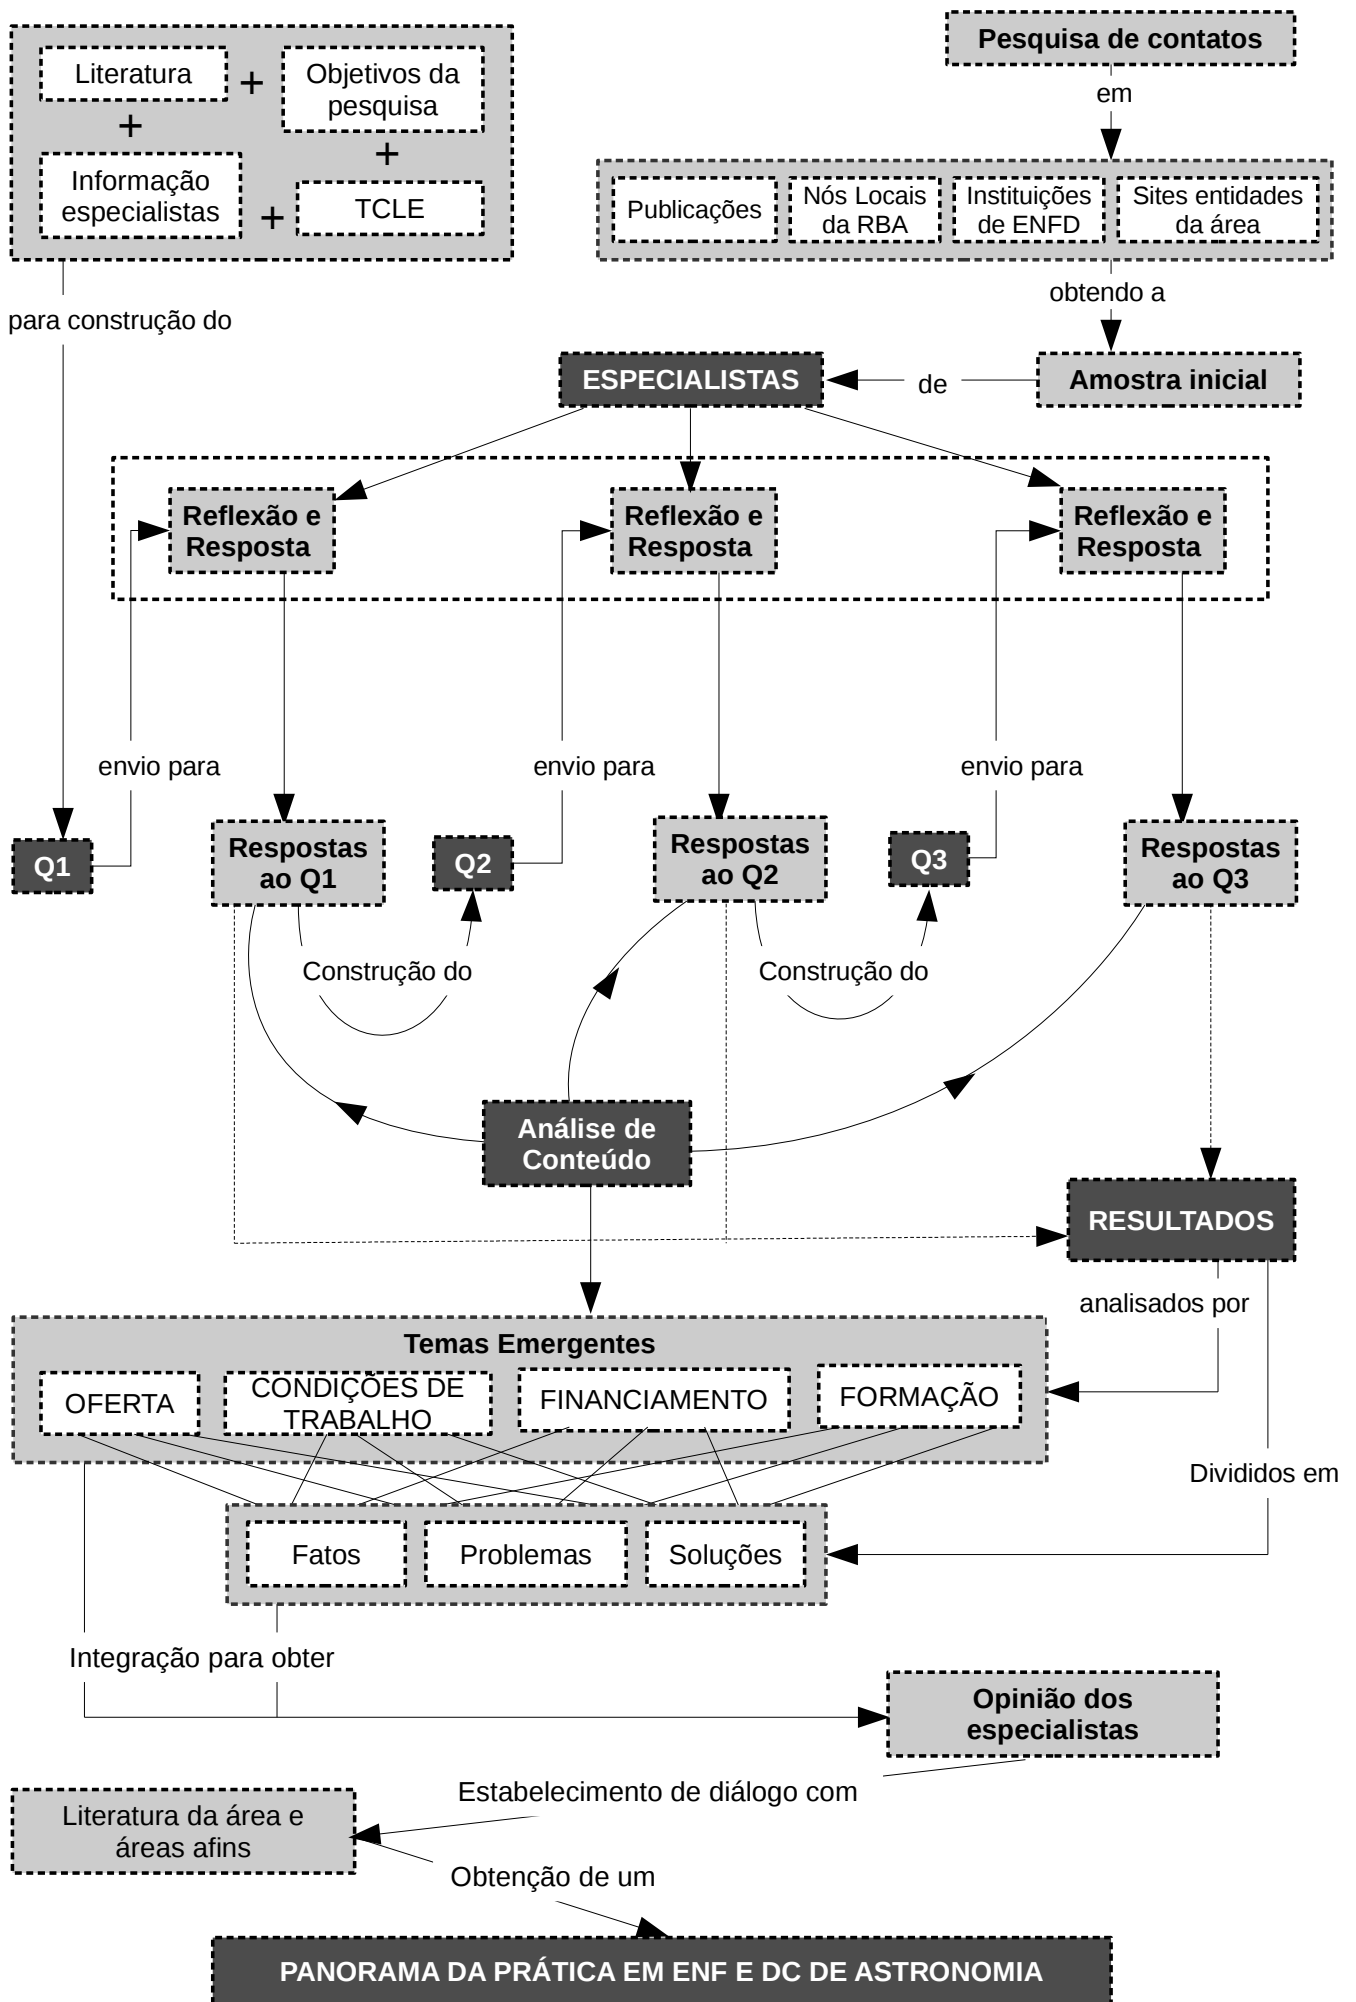 Literatura
+
Objetivos da
pesquisa
+
+
Informação
especialistas
+
TCLE
Pesquisa de contatos
em
Publicações
Nós Locais
da RBA
Instituições
de ENFD
Sites entidades
da área
para construção do
obtendo a
ESPECIALISTAS
de
Amostra inicial
Reflexão e
Resposta
Reflexão e
Resposta
Reflexão e
Resposta
envio para
envio para
envio para
Q1
Respostas
ao Q1
Q2
Respostas
ao Q2
Q3
Respostas
ao Q3
Construção do
Construção do
Análise de
Conteúdo
RESULTADOS
analisados por
Temas Emergentes
OFERTA
CONDIÇÕES DE
TRABALHO
FINANCIAMENTO
FORMAÇÃO
Divididos em
Fatos
Problemas
Soluções
Integração para obter
Opinião dos
especialistas
Estabelecimento de diálogo com
Literatura da área e
áreas afins
Obtenção de um
PANORAMA DA PRÁTICA EM ENF E DC DE ASTRONOMIA